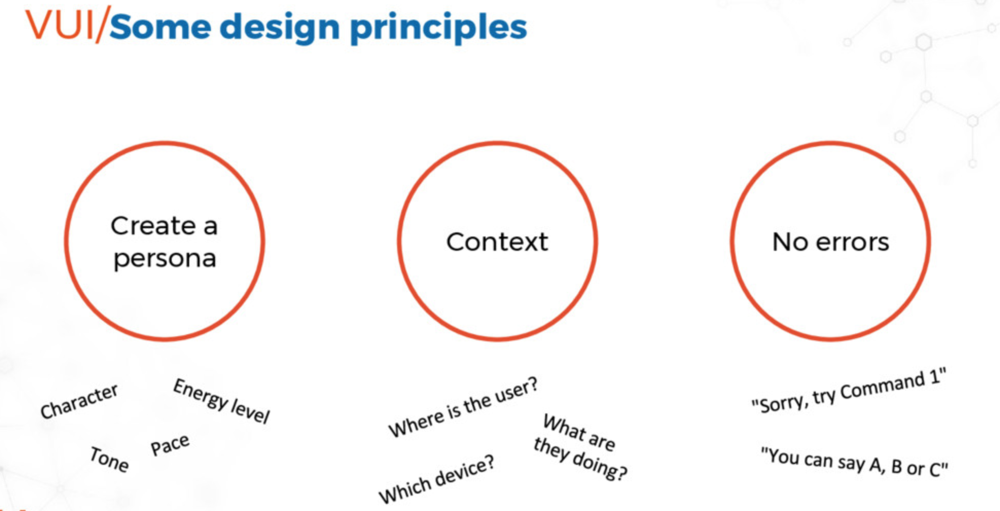 VUI/Some design principles
Create a
persona
Character
Energy level
Tone
Pace
Context
Where is the user?
What are
they doing?
Which device?
No errors
"Sorry, try Command 1"
"You can say A, B or C"